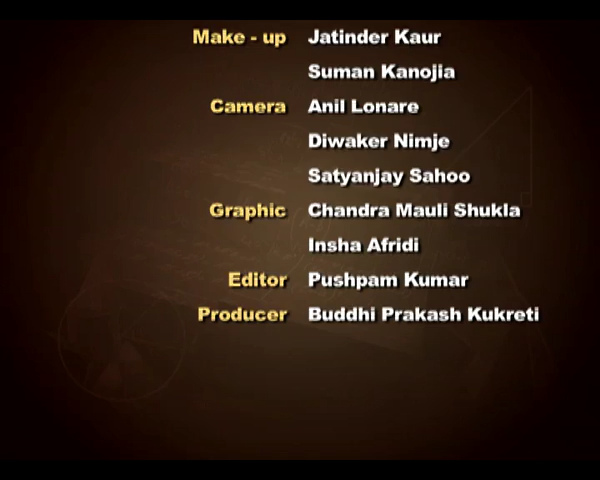 Make - up Jatinder Kaur
Suman Kanojia
Camera Anil Lonare
Diwaker Nimje
Satyanjay Sahoo
Graphic Chandra Mauli Shukla
Insha Afridi
Editor Pushpam Kumar
Producer Buddhi Prakash Kukreti